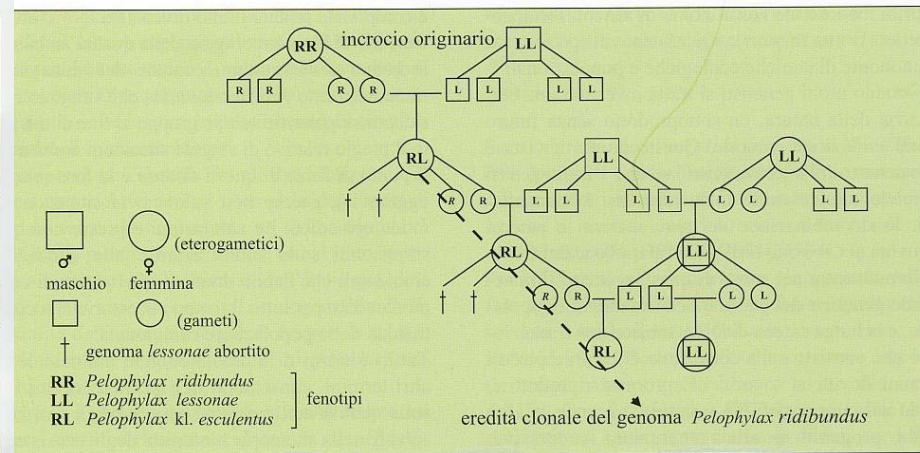 RR incrocio originario LL
R R R R L L L L
RL LL LL
† † R R L L L L L L L L
RL LL
† † R R L L L L
RL LL
eredità clonale del genoma Pelophylax ridibundus
♂ ♀ (eterogametici)
maschio femmina
(gameti)
† genoma lessonae abortito
RR Pelophylax ridibundus
LL Pelophylax lessonae fenotipi
RL Pelophylax kl. esculentus